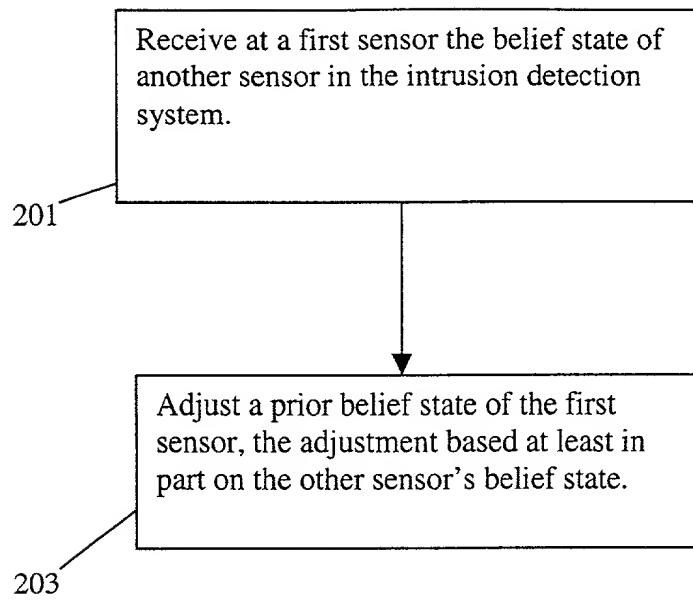 Receive at a first sensor the belief state of
another sensor in the intrusion detection
system.
201
Adjust a prior belief state of the first
sensor, the adjustment based at least in
part on the other sensor's belief state.
203